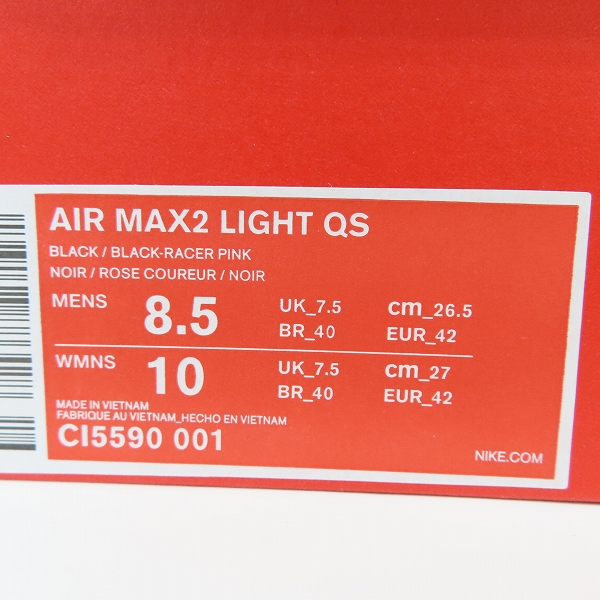 AIR MAX2 LIGHT QS
BLACK / BLACK-RACER PINK
NOIR / ROSE COUREUR / NOIR
MENS 8.5 UK_7.5 cm_26.5
BR_40 EUR_42
WMNS 10 UK_7.5 cm_27
BR_40 EUR_42
MADE IN VIETNAM
FABRIQUE AU VIETNAM_HECHO EN VIETNAM
CI5590 001
NIKE.COM